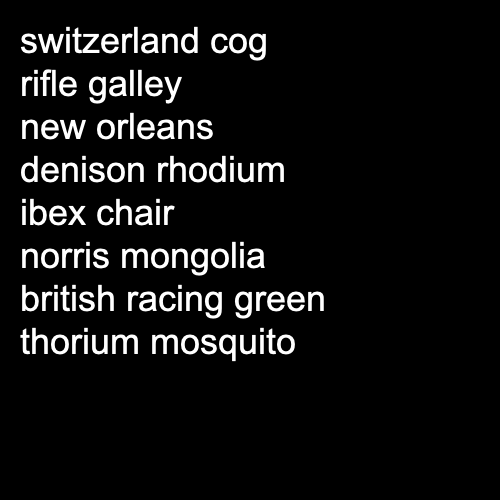 switzerland cog
rifle galley
new orleans
denison rhodium
ibex chair
norris mongolia
british racing green
thorium mosquito